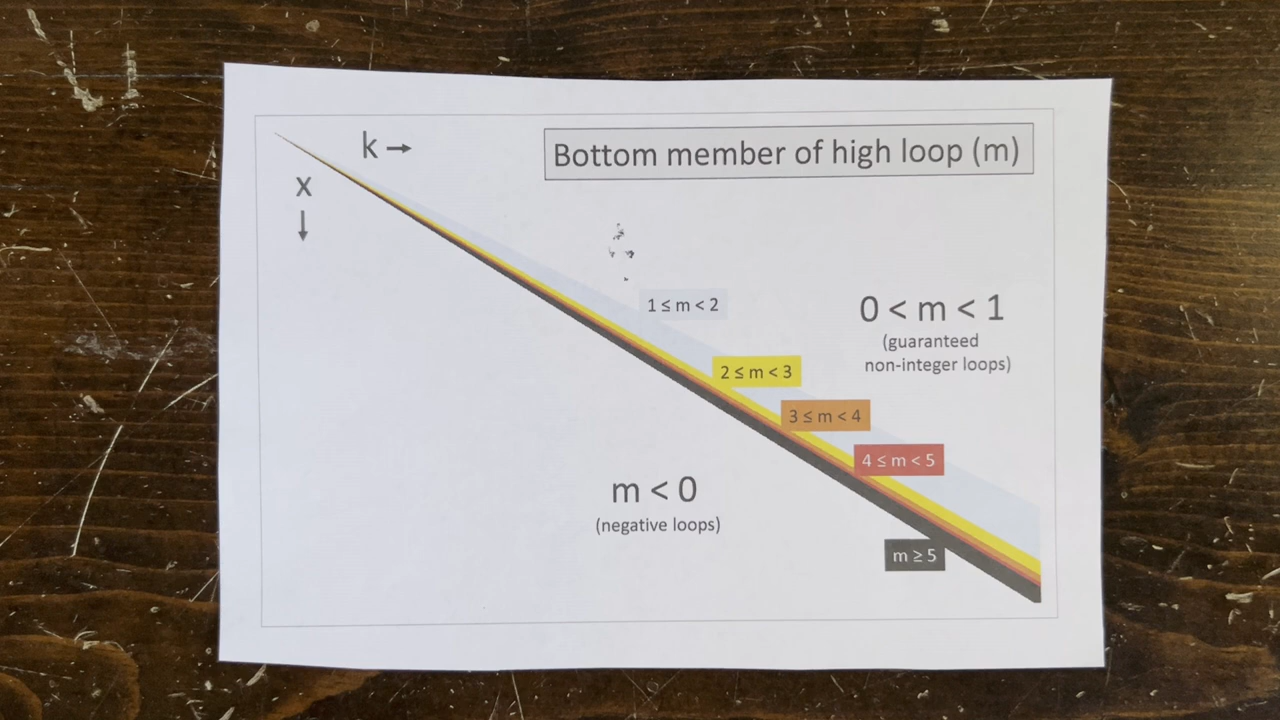 k →
Bottom member of high loop (m)
x
↓
1 ≤ m < 2
0 < m < 1
(guaranteed
non-integer loops)
2 ≤ m < 3
3 ≤ m < 4
4 ≤ m < 5
m < 0
(negative loops)
m ≥ 5